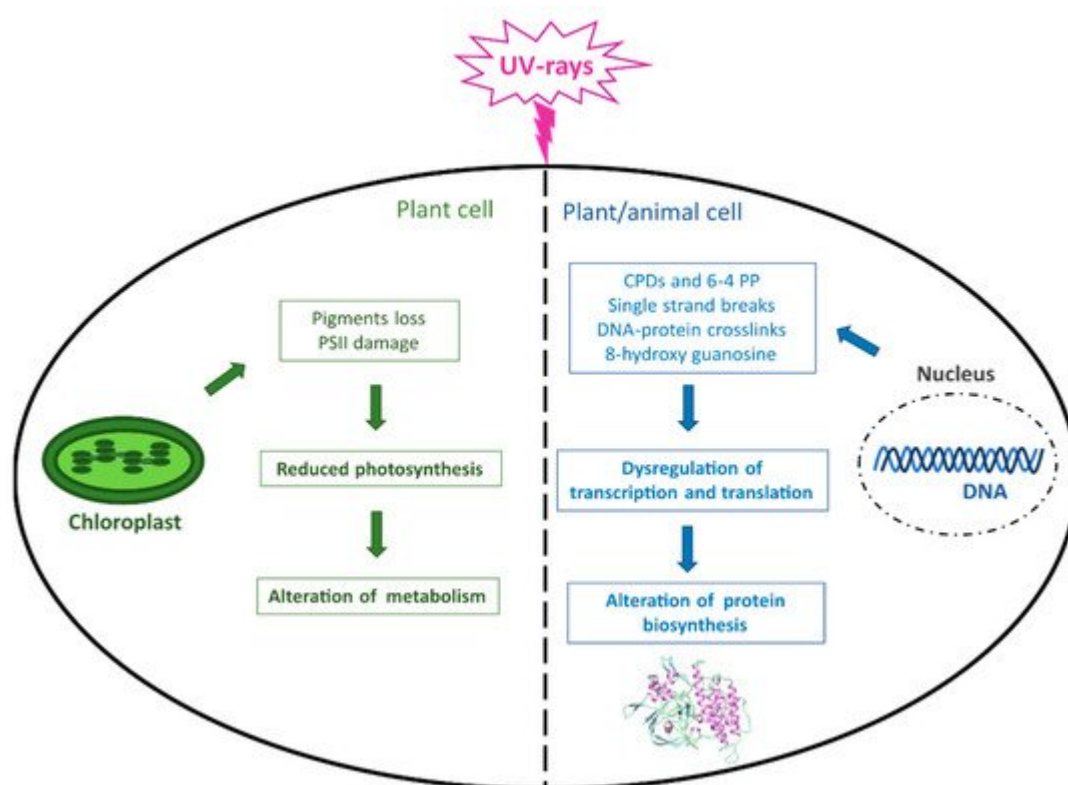 UV-rays
Plant cell
Plant/animal cell
Pigments loss
PSII damage
Reduced photosynthesis
Alteration of metabolism
Chloroplast
CPDs and 6-4 PP
Single strand breaks
DNA-protein crosslinks
8-hydroxy guanosine
Dysregulation of
transcription and translation
Alteration of protein
biosynthesis
Nucleus
DNA